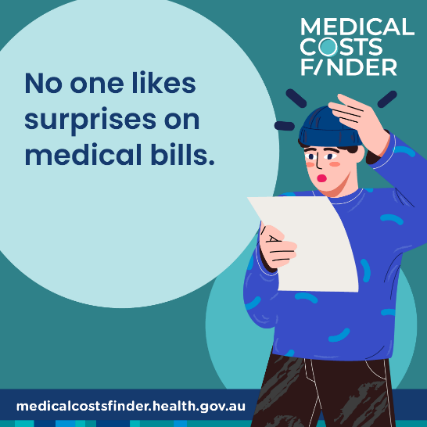 MEDICAL
COSTS
FINDER
No one likes
surprises on
medical bills.
medicalcostsfinder.health.gov.au